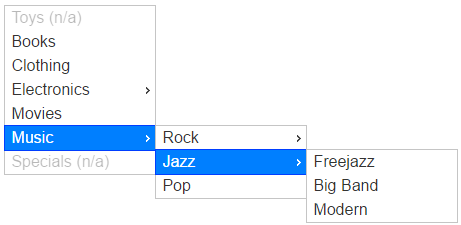 Toys (n/a)
Books
Clothing
Electronics
Movies
Music
Specials (n/a)
Rock
Jazz
Pop
Freejazz
Big Band
Modern